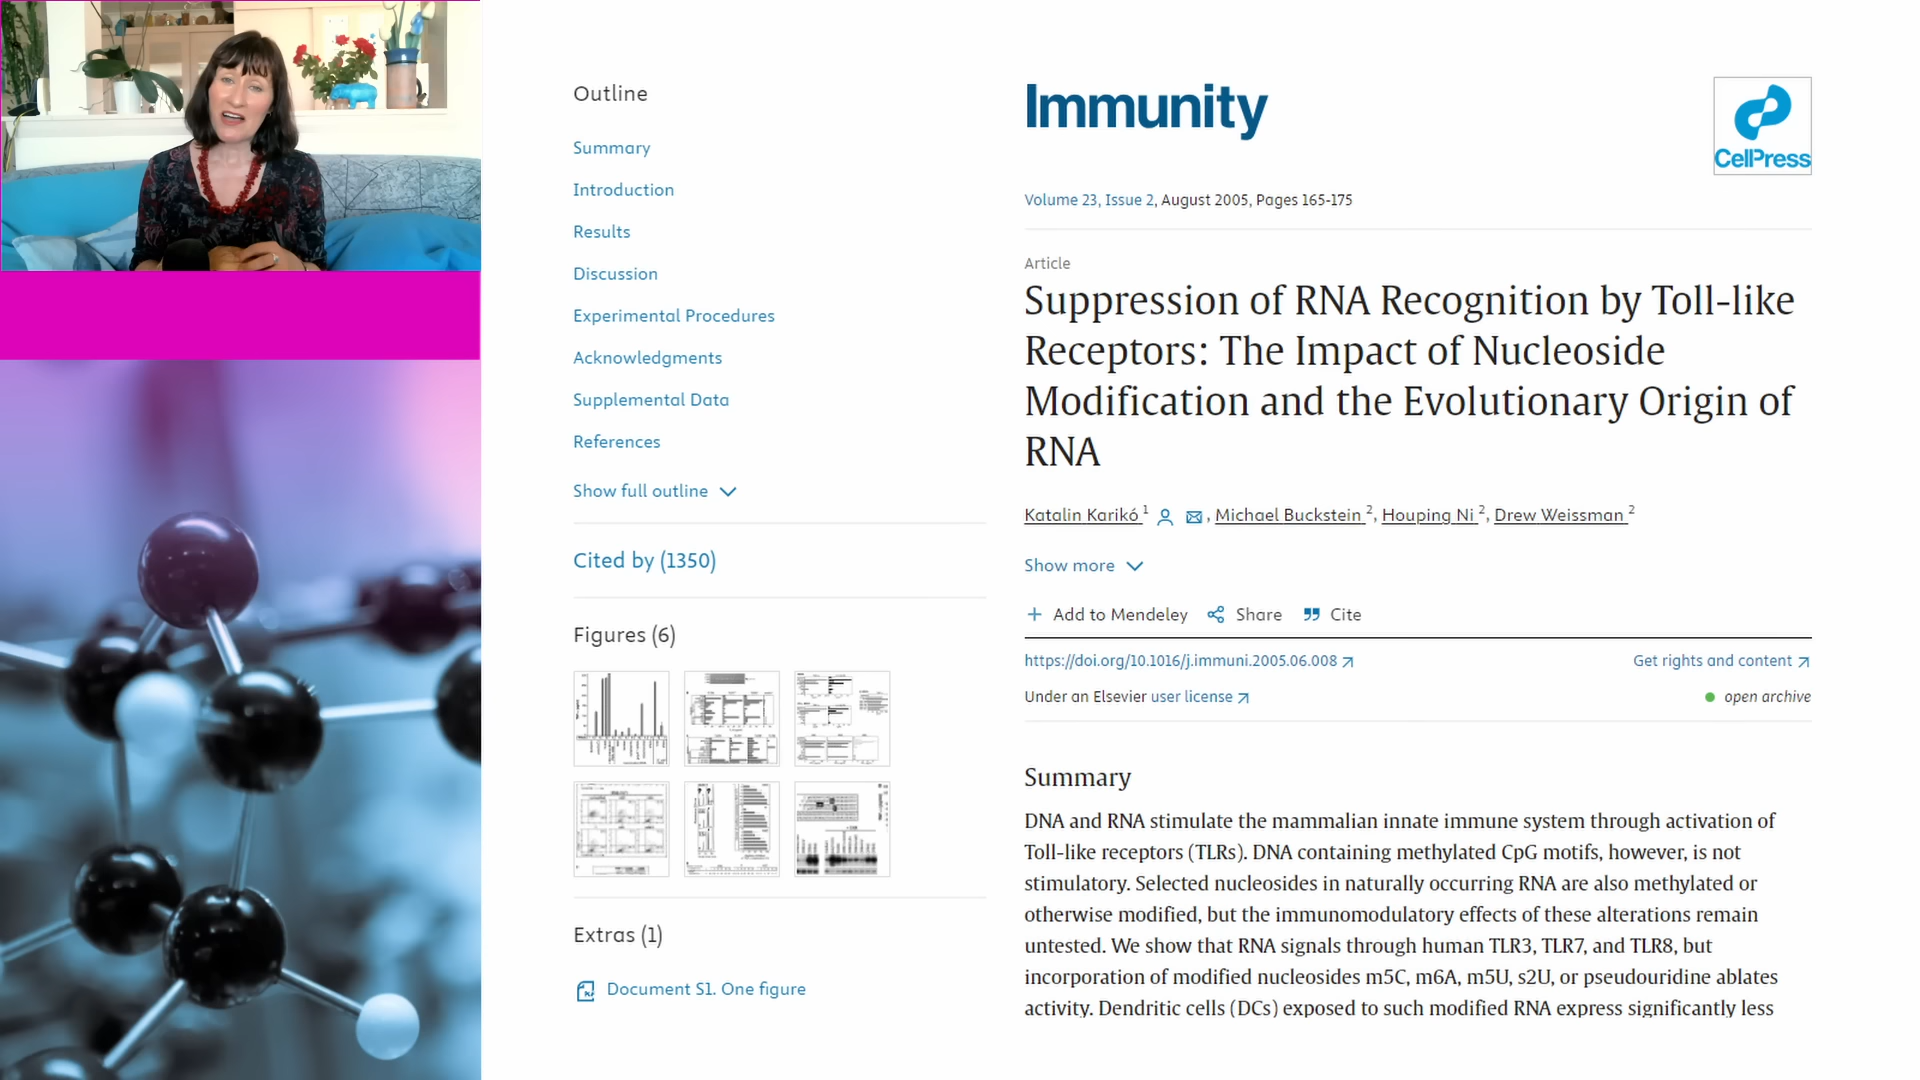 Outline
Summary
Introduction
Results
Discussion
Experimental Procedures
Acknowledgments
Supplemental Data
References
Show full outline
Cited by (1350)
Figures (6)
Extras (1)
Document S1. One figure
Immunity
CellPress
Volume 23, Issue 2, August 2005, Pages 165-175
Article
Suppression of RNA Recognition by Toll-like
Receptors: The Impact of Nucleoside
Modification and the Evolutionary Origin of
RNA
Katalin Karikó 1, Michael Buckstein 2, Houping Ni 2, Drew Weissman 2
Show more
Add to Mendeley Share Cite
https://doi.org/10.1016/j.immuni.2005.06.008 Get rights and content
Under an Elsevier user license open archive
Summary
DNA and RNA stimulate the mammalian innate immune system through activation of
Toll-like receptors (TLRs). DNA containing methylated CpG motifs, however, is not
stimulatory. Selected nucleosides in naturally occurring RNA are also methylated or
otherwise modified, but the immunomodulatory effects of these alterations remain
untested. We show that RNA signals through human TLR3, TLR7, and TLR8, but
incorporation of modified nucleosides m5C, m6A, m5U, s2U, or pseudouridine ablates
activity. Dendritic cells (DCs) exposed to such modified RNA express significantly less